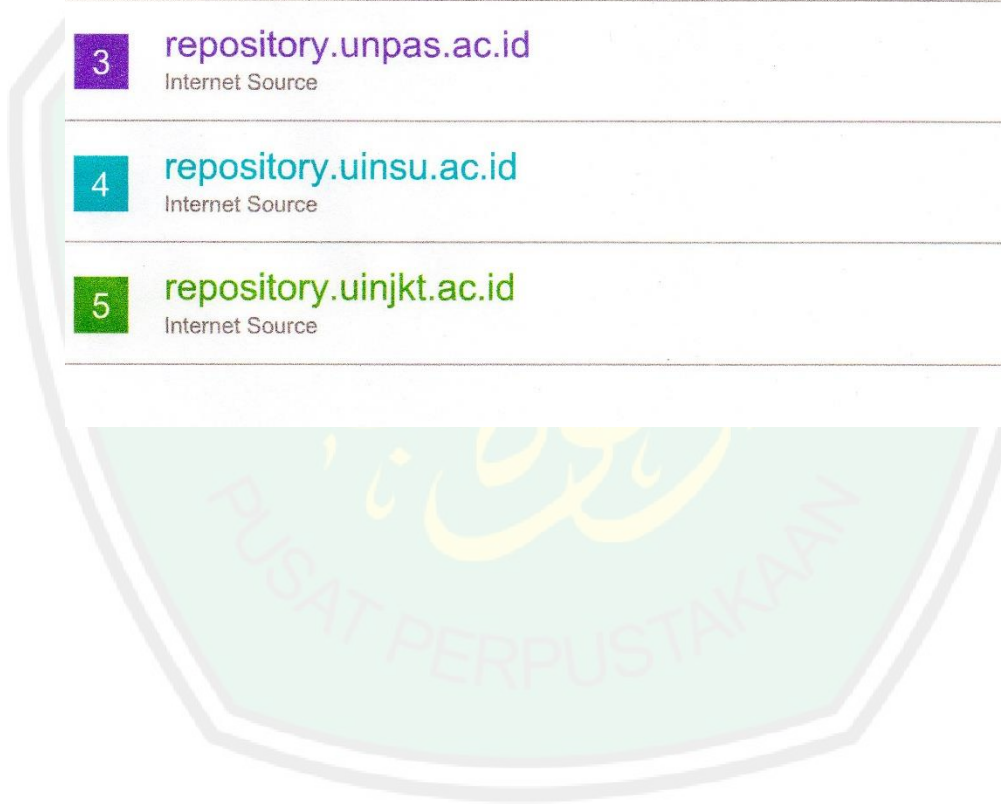 3 repository.unpas.ac.id
Internet Source
4 repository.uinsu.ac.id
Internet Source
5 repository.uinjkt.ac.id
Internet Source
PUSAT PERPUSTAKAAN